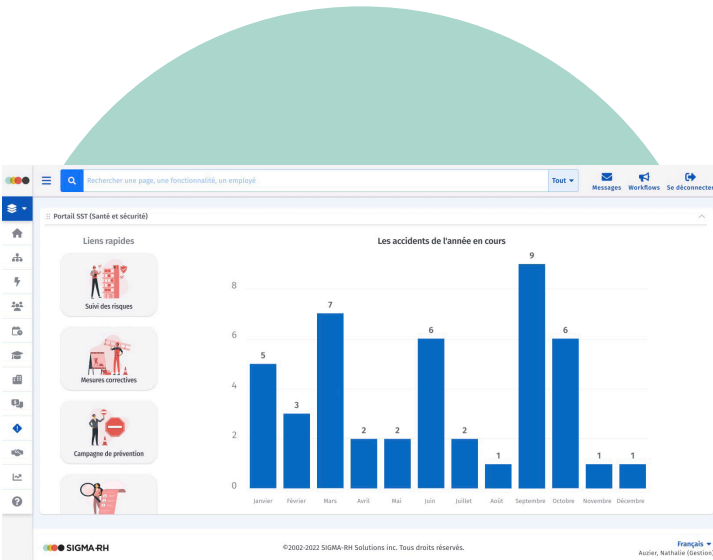 Rechercher une page, une fonctionnalité, un employé
Tout
Messages
Workflows
Se déconnecter
Portail SST (Santé et sécurité)
Liens rapides
Suivi des risques
Mesures correctives
Campagne de prévention
Les accidents de l'année en cours
8
6
4
2
0
5
3
7
2
2
6
2
1
9
6
1
1
Janvier
Février
Mars
Avril
Mai
Juin
Juillet
Août
Septembre
Octobre
Novembre
Décembre
SIGMA-RH
©2002-2022 SIGMA-RH Solutions inc. Tous droits réservés.
Français
Auzier, Nathalie (Gestion)